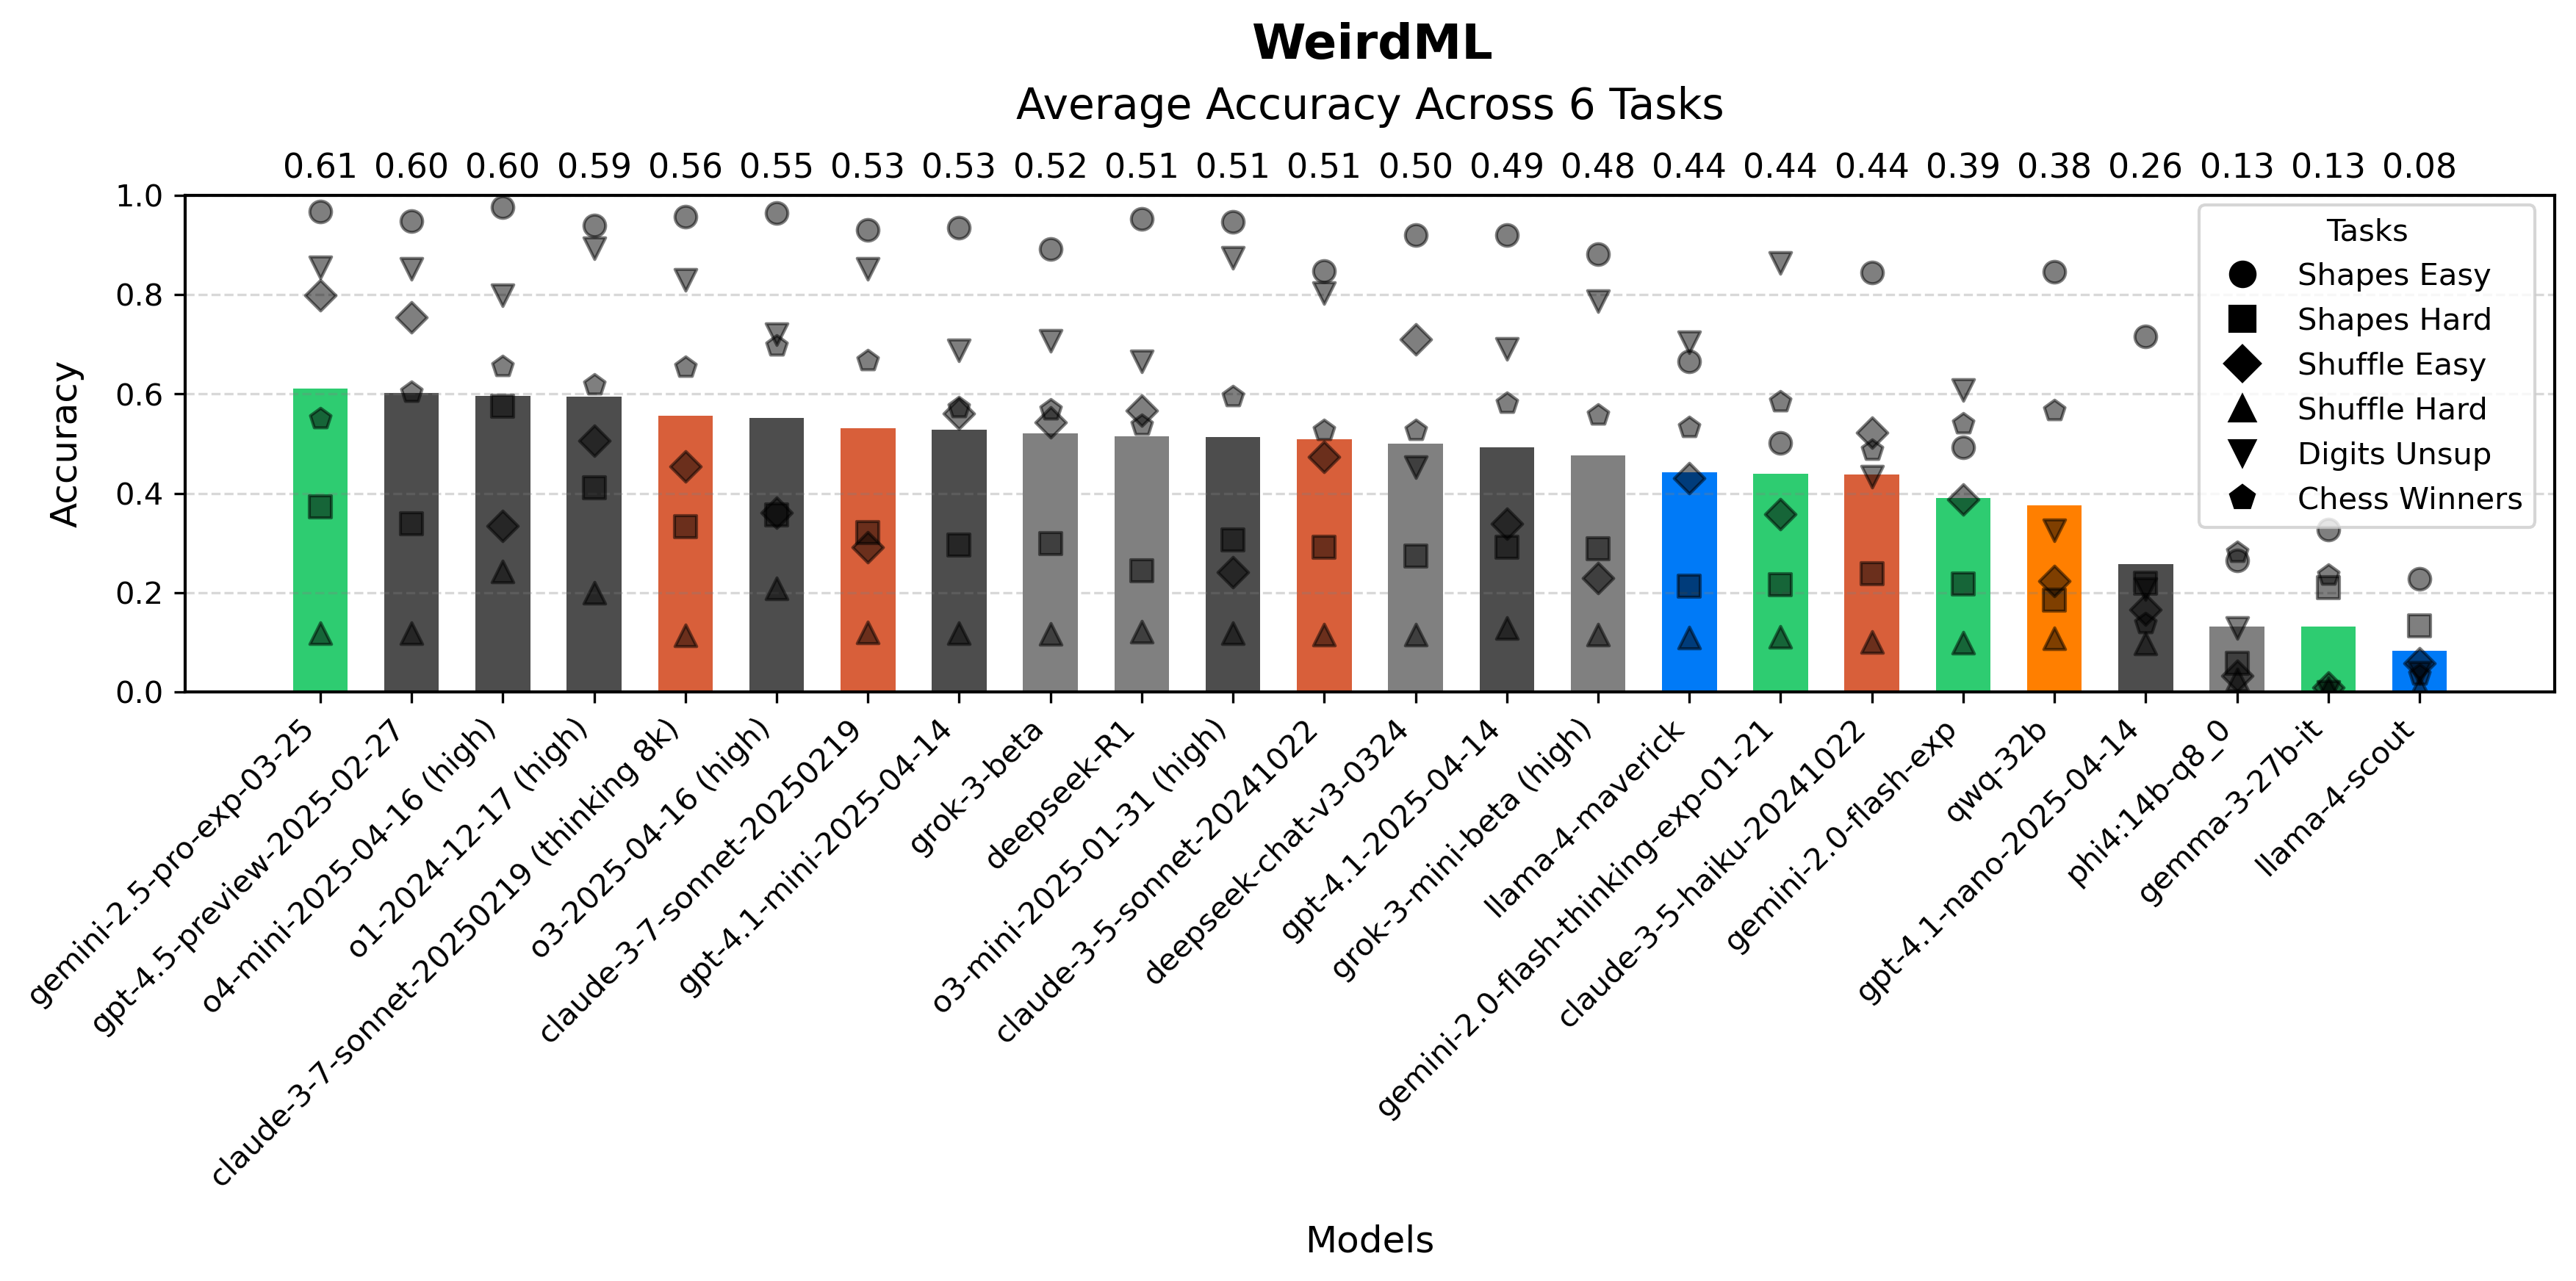 WeirdML
Average Accuracy Across 6 Tasks
0.61 0.60 0.60 0.59 0.56 0.55 0.53 0.53 0.52 0.51 0.51 0.51 0.50 0.49 0.48 0.44 0.44 0.44 0.39 0.38 0.26 0.13 0.13 0.08
Accuracy
1.0
0.8
0.6
0.4
0.2
0.0
Tasks
Shapes Easy
Shapes Hard
Shuffle Easy
Shuffle Hard
Digits Unsup
Chess Winners
gemini-2.5-pro-exp-03-25
gpt-4.5-preview-2025-02-27
o4-mini-2025-04-16 (high)
o1-2024-12-17 (high)
claude-3-7-sonnet-20250219 (thinking 8k)
o3-2025-04-16 (high)
claude-3-7-sonnet-20250219
gpt-4.1-mini-2025-04-14
grok-3-beta
deepseek-R1
o3-mini-2025-01-31 (high)
claude-3-5-sonnet-20241022
deepseek-chat-v3-0324
gpt-4.1-2025-04-14
grok-3-mini-beta (high)
llama-4-maverick
gemini-2.0-flash-thinking-exp-01-21
claude-3-5-haiku-20241022
gemini-2.0-flash-exp
qwq-32b
gpt-4.1-nano-2025-04-14
phi4:14b-q8_0
gemma-3-27b-it
llama-4-scout
Models